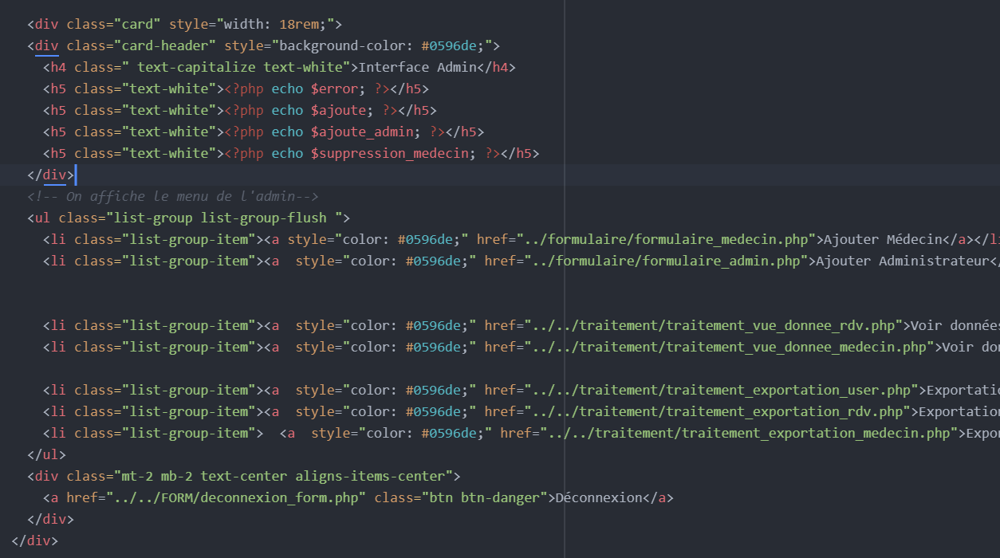 <div class="card" style="width: 18rem;">
<div class="card-header" style="background-color: #0596de;">
<h4 class=" text-capitalize text-white">Interface Admin</h4>
<h5 class="text-white"><?php echo $error; ?></h5>
<h5 class="text-white"><?php echo $ajoute; ?></h5>
<h5 class="text-white"><?php echo $ajoute_admin; ?></h5>
<h5 class="text-white"><?php echo $suppression_medecin; ?></h5>
</div>
<!-- On affiche le menu de l'admin-->
<ul class="list-group list-group-flush ">
<li class="list-group-item"><a style="color: #0596de;" href="../formulaire/formulaire_medecin.php">Ajouter Médecin</a></li
<li class="list-group-item"><a  style="color: #0596de;" href="../formulaire/formulaire_admin.php">Ajouter Administrateur</
<li class="list-group-item"><a  style="color: #0596de;" href="../../traitement/traitement_vue_donnee_rdv.php">Voir données
<li class="list-group-item"><a  style="color: #0596de;" href="../../traitement/traitement_vue_donnee_medecin.php">Voir don
<li class="list-group-item"><a  style="color: #0596de;" href="../../traitement/traitement_exportation_user.php">Exportatio
<li class="list-group-item"><a  style="color: #0596de;" href="../../traitement/traitement_exportation_rdv.php">Exportation
<li class="list-group-item">  <a  style="color: #0596de;" href="../../traitement/traitement_exportation_medecin.php">Expor
</ul>
<div class="mt-2 mb-2 text-center aligns-items-center">
<a href="../../FORM/deconnexion_form.php" class="btn btn-danger">Déconnexion</a>
</div>
</div>